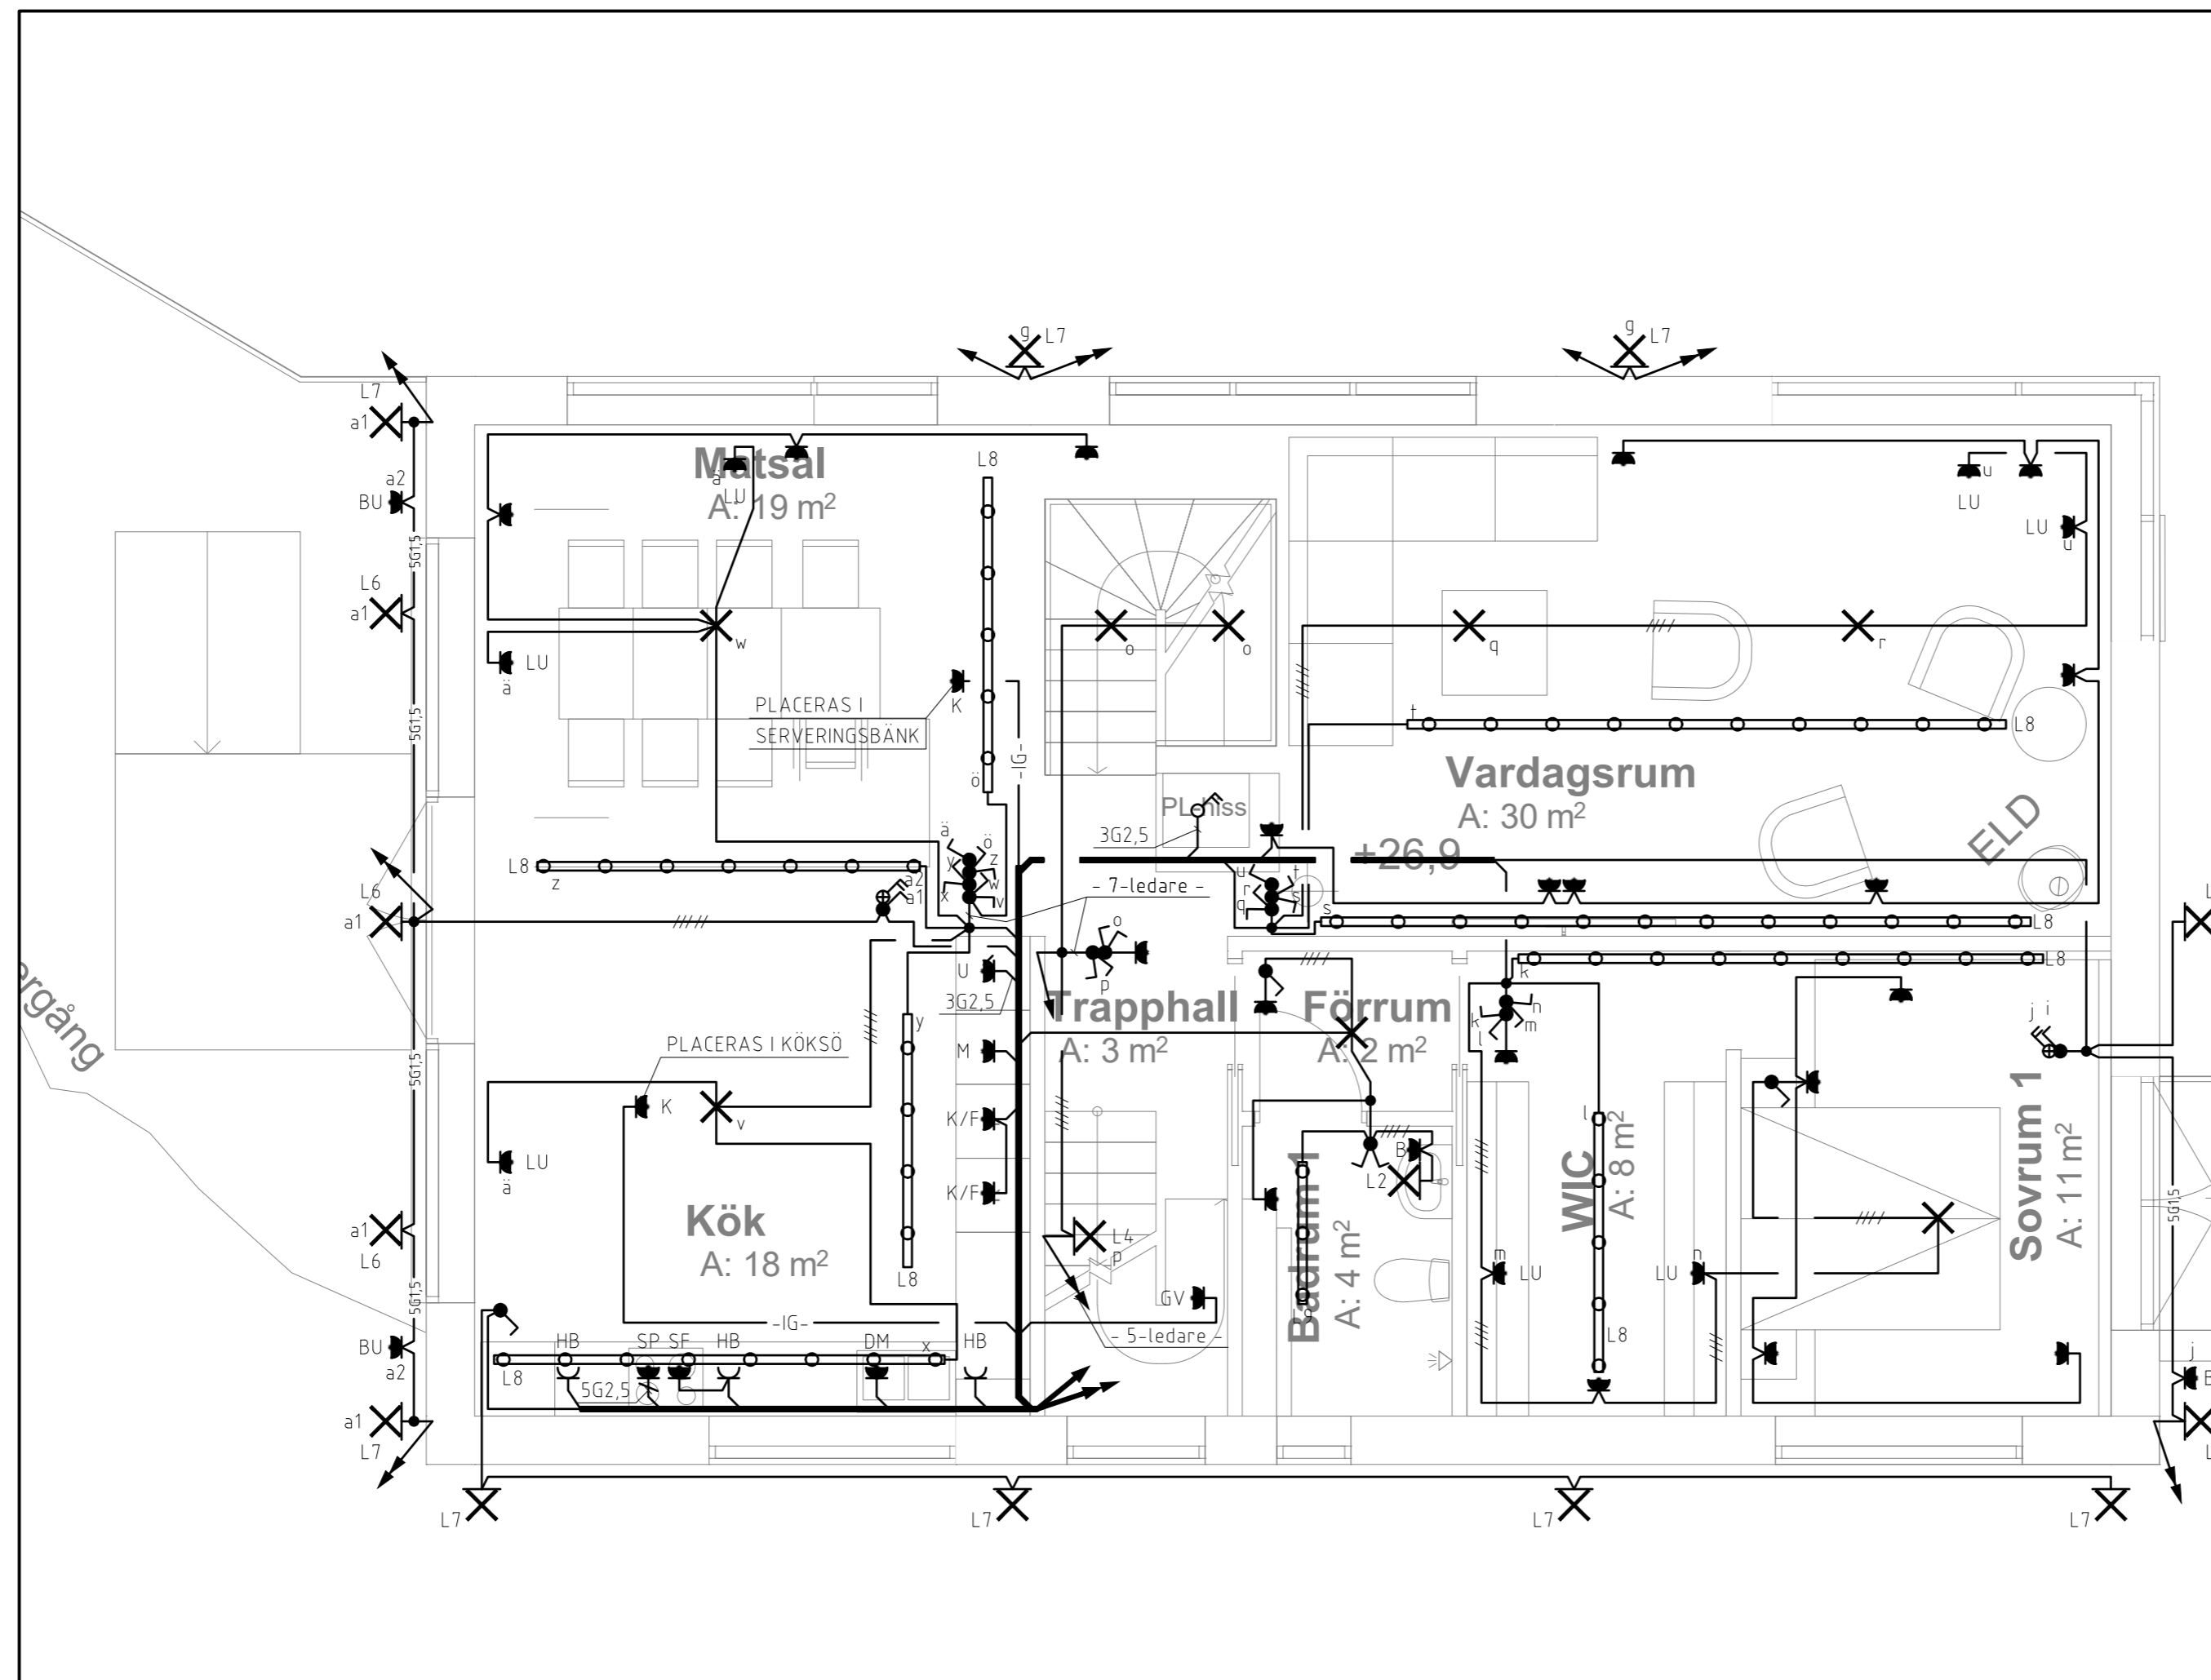 g L7
g L7
L7
a1
a2
BU
5G1,5
L6
a1
5G1,5
L6
a1
5G1,5
a1
L6
5G1,5
BU
a2
a1
L7
Matsal
A: 19 m²
ä
LU
L8
w
LU
ä
K
PLACERAS I
SERVERINGSBÄNK
ö
-IG-
L8
z
a2
a1
ä
ö
y
z
x
w
v
- 7-ledare -
o
o
PL-hiss
3G2,5
u
LU
LU
u
q
r
t
L8
Vardagsrum
A: 30 m²
+26,9
ELD
u
t
r
s
q
s
L8
o
p
Trapphall
A: 3 m²
Förrum
A: 2 m²
U
3G2,5
M
K/F
K/F
y
L8
PLACERAS I KÖKSÖ
K
v
LU
ä
Kök
A: 18 m²
-IG-
HB
SP
SF
HB
DM
x
HB
L8
5G2,5
L4
p
GV
- 5-ledare -
Badrum 1
A: 4 m²
L9
B
L2
k
L8
k
n
m
l
l
WIC
A: 8 m²
m
LU
LU
n
L8
j i
Sovrum 1
A: 11 m²
5G1,5
j
L7
L7
L7
L7